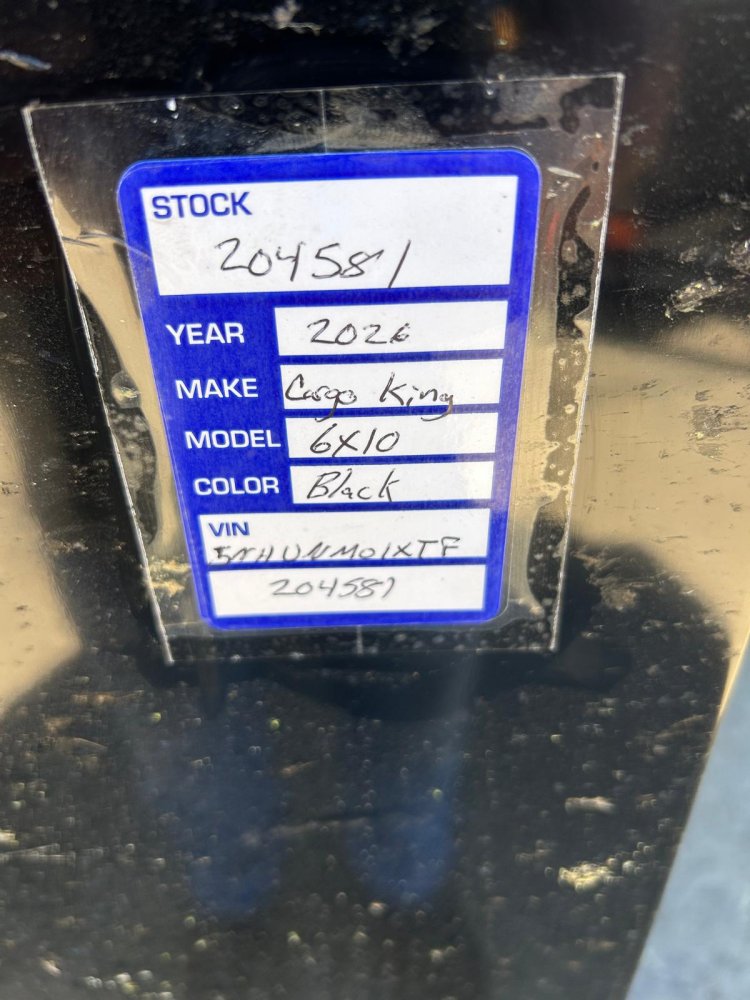 STOCK
204581
YEAR 2026
MAKE Cargo King
MODEL 6X10
COLOR Black
VIN
5NHUNM01XTF
204581